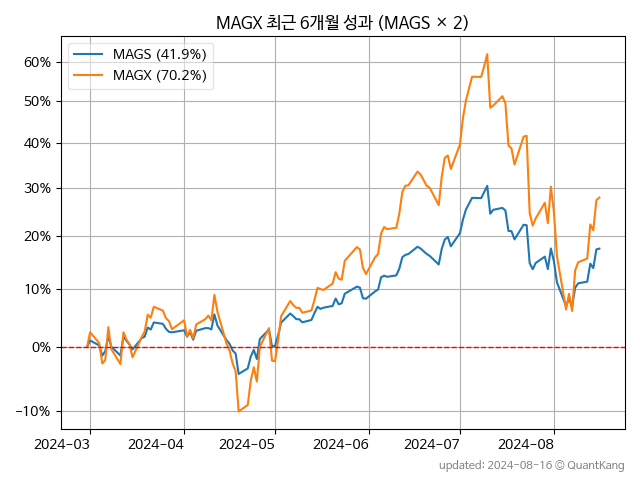 MAGX 최근 6개월 성과 (MAGS × 2)
MAGS (41.9%)
MAGX (70.2%)
60%
50%
40%
30%
20%
10%
0%
−10%
2024-03 2024-04 2024-05 2024-06 2024-07 2024-08
updated: 2024-08-16 © QuantKang